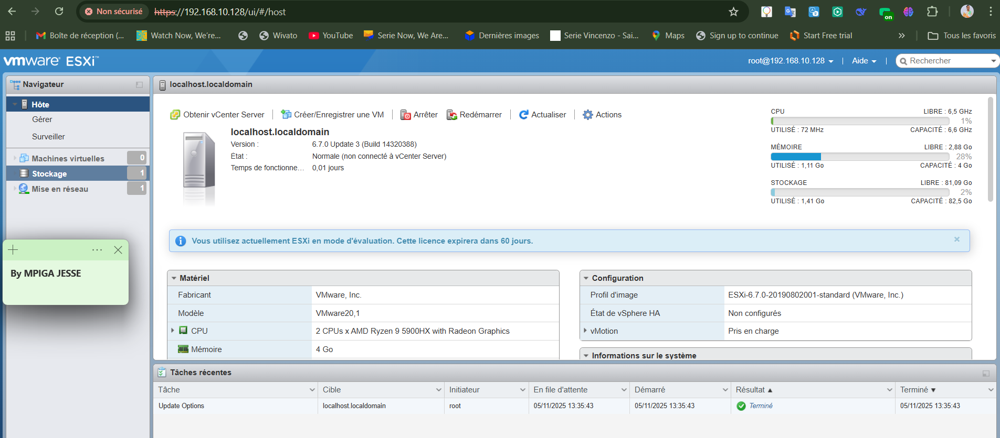 Non sécurisé https://192.168.10.128/ui/#/host on
Boîte de réception (... Watch Now, We're... Wivato YouTube Serie Now, We Are... Dernières images Serie Vincenzo - Sai... Maps Sign up to continue Start Free trial » Tous les favoris
vmware ESXi™ root@192.168.10.128 Aide Rechercher
Navigateur
Hôte
Gérer
Surveiller
Machines virtuelles 0
Stockage 1
Mise en réseau 1
By MPIGA JESSE
localhost.localdomain
Obtenir vCenter Server Créer/Enregistrer une VM Arrêter Redémarrer Actualiser Actions
localhost.localdomain
Version : 6.7.0 Update 3 (Build 14320388)
État : Normale (non connecté à vCenter Server)
Temps de fonctionne... 0,01 jours
CPU LIBRE : 6,5 GHz
1%
UTILISÉ : 72 MHz CAPACITÉ : 6,6 GHz
MÉMOIRE LIBRE : 2,88 Go
28%
UTILISÉ : 1,11 Go CAPACITÉ : 4 Go
STOCKAGE LIBRE : 81,09 Go
2%
UTILISÉ : 1,41 Go CAPACITÉ : 82,5 Go
Vous utilisez actuellement ESXi en mode d'évaluation. Cette licence expirera dans 60 jours.
Matériel
Fabricant VMware, Inc.
Modèle VMware20,1
CPU 2 CPUs x AMD Ryzen 9 5900HX with Radeon Graphics
Mémoire 4 Go
Configuration
Profil d'image ESXi-6.7.0-20190802001-standard (VMware, Inc.)
État de vSphere HA Non configurés
vMotion Pris en charge
Informations sur le système
Tâches récentes
Tâche Cible Initiateur En file d'attente Démarré Résultat ▲ Terminé ▼
Update Options localhost.localdomain root 05/11/2025 13:35:43 05/11/2025 13:35:43 Terminé 05/11/2025 13:35:43